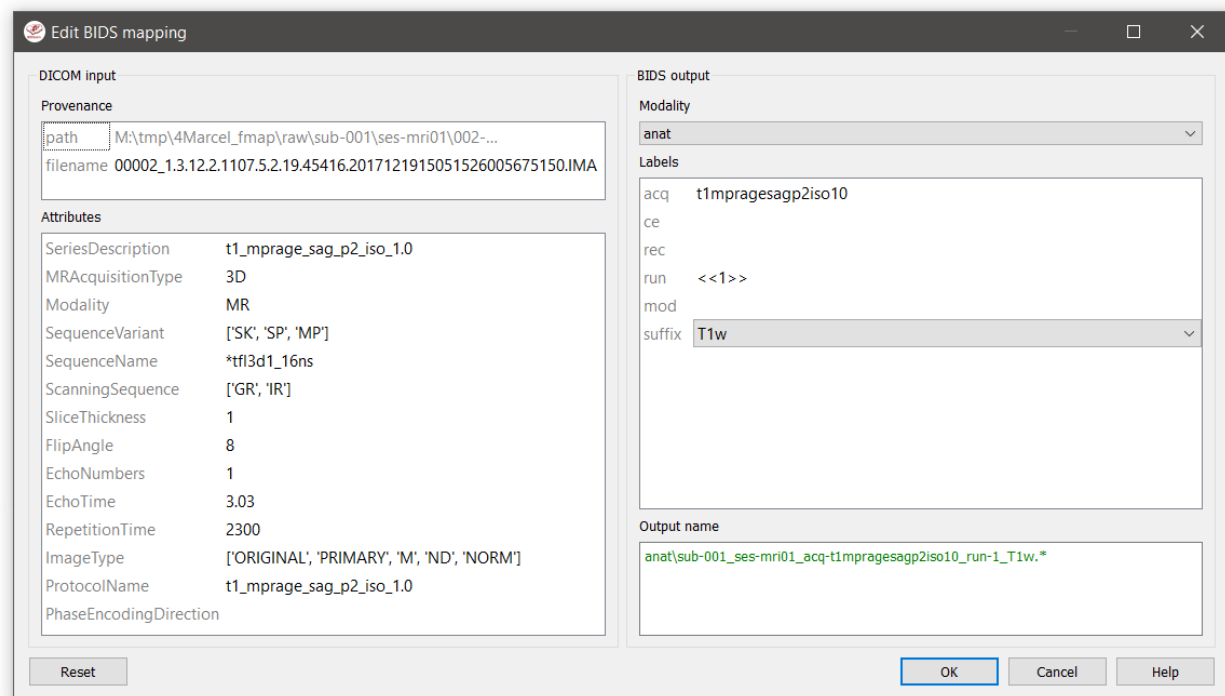 Edit BIDS mapping
DICOM input
Provenance
path M:\tmp\4Marcel_fmap\raw\sub-001\ses-mri01\002-...
filename 00002_1.3.12.2.1107.5.2.19.45416.2017121915051526005675150.IMA
Attributes
SeriesDescription t1_mprage_sag_p2_iso_1.0
MRAcquisitionType 3D
Modality MR
SequenceVariant ['SK', 'SP', 'MP']
SequenceName *tfl3d1_16ns
ScanningSequence ['GR', 'IR']
SliceThickness 1
FlipAngle 8
EchoNumbers 1
EchoTime 3.03
RepetitionTime 2300
ImageType ['ORIGINAL', 'PRIMARY', 'M', 'ND', 'NORM']
ProtocolName t1_mprage_sag_p2_iso_1.0
PhaseEncodingDirection
BIDS output
Modality
anat
Labels
acq t1mpragesagp2iso10
ce
rec
run <<1>>
mod
suffix T1w
Output name
anat\sub-001_ses-mri01_acq-t1mpragesagp2iso10_run-1_T1w.*
Reset
OK
Cancel
Help